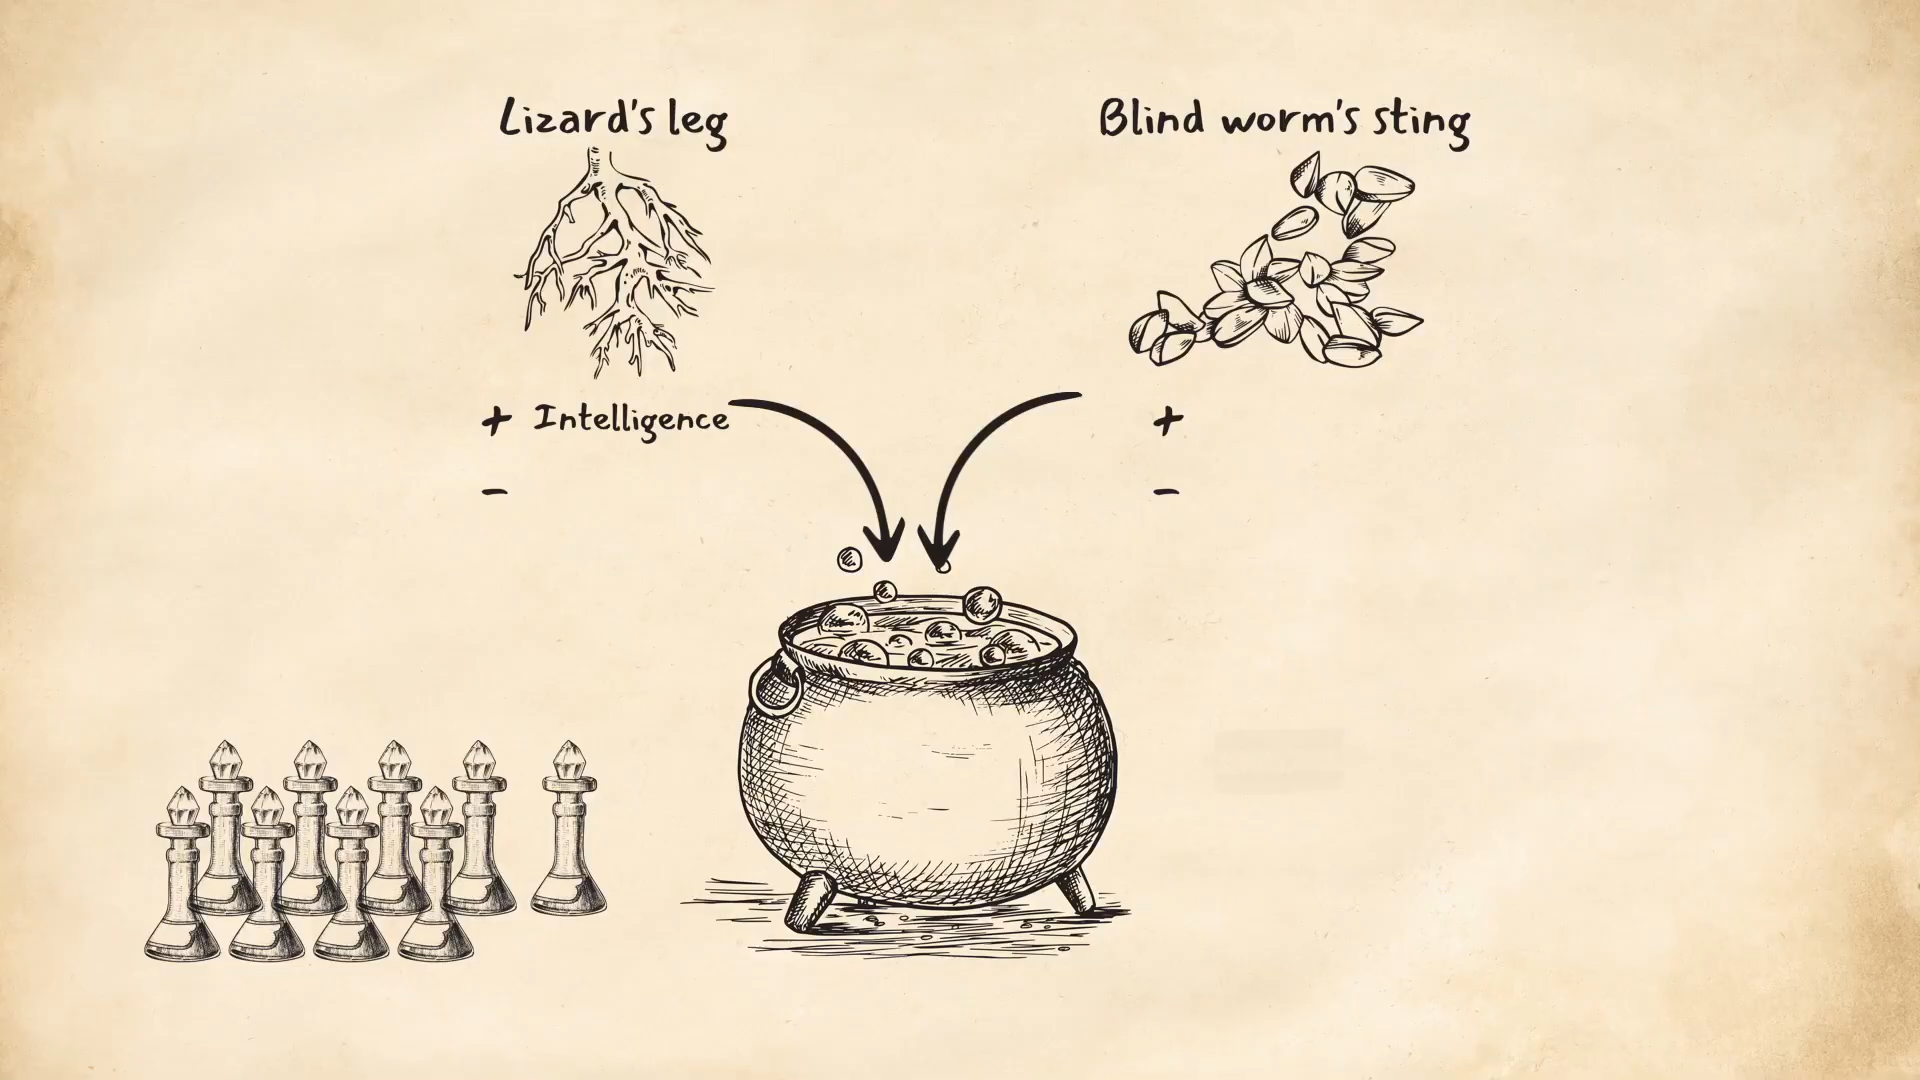 Lizard's leg
Blind worm's sting
+ Intelligence
+
-
-